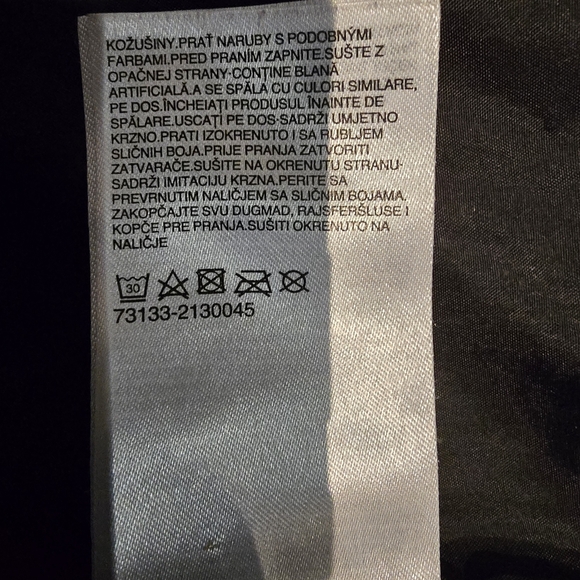 KOŽUŠINY.PRAŤ NARUBY S PODOBNÝMI
FARBAMI.PRED PRANÍM ZAPNITE.SUŠTE Z
OPAČNEJ STRANY·CONȚINE BLANĂ
ARTIFICIALĂ.A SE SPĂLA CU CULORI SIMILARE,
PE DOS.ÎNCHEIAȚI PRODUSUL ÎNAINTE DE
SPĂLARE.USCAȚI PE DOS·SADRŽI UMJETNO
KRZNO.PRATI IZOKRENUTO I SA RUBLJEM
SLIČNIH BOJA.PRIJE PRANJA ZATVORITI
ZATVARAČE.SUŠITE NA OKRENUTU STRANU·
SADRŽI IMITACIJU KRZNA.PERITE SA
PREVRNUTIM NALIČJEM SA SLIČNIM BOJAMA.
ZAKOPČAJTE SVU DUGMAD, RAJSFERŠLUSE I
KOPČE PRE PRANJA.SUŠITI OKRENUTO NA
NALIČJE
30
73133-2130045